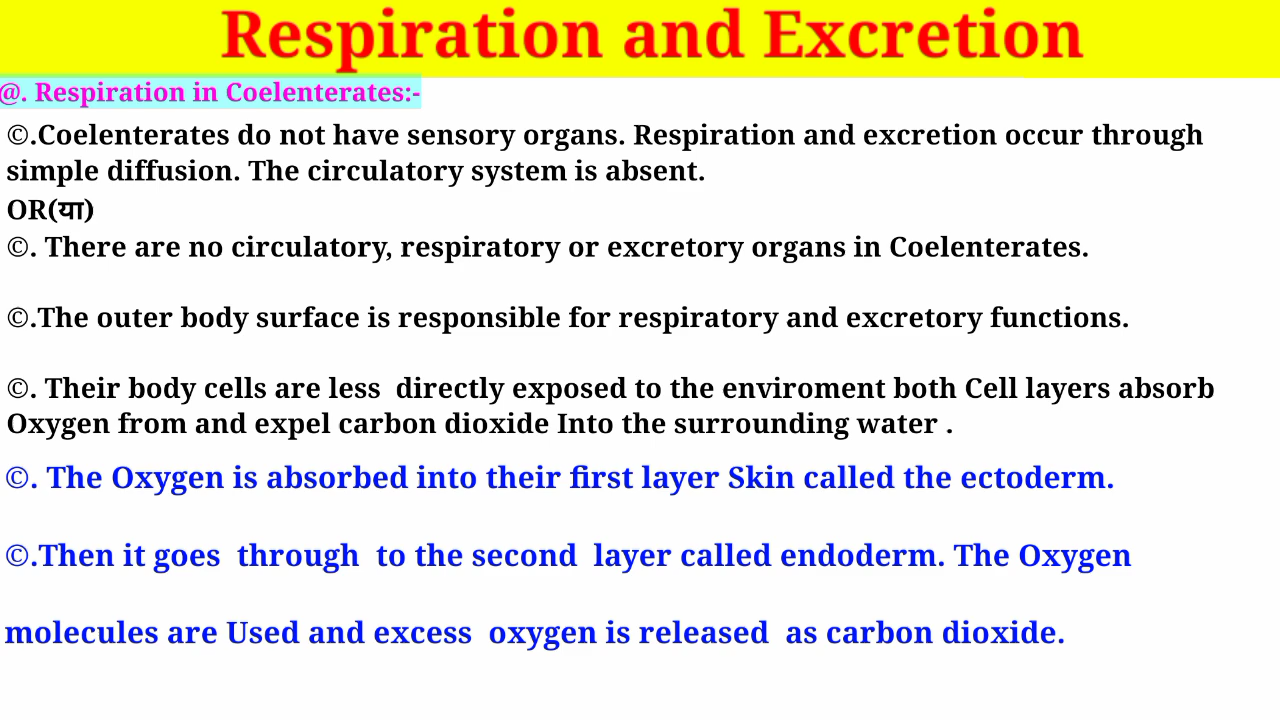 Respiration and Excretion
@. Respiration in Coelenterates:-
©.Coelenterates do not have sensory organs. Respiration and excretion occur through
simple diffusion. The circulatory system is absent.
OR(या)
©. There are no circulatory, respiratory or excretory organs in Coelenterates.
©.The outer body surface is responsible for respiratory and excretory functions.
©. Their body cells are less  directly exposed to the enviroment both Cell layers absorb
Oxygen from and expel carbon dioxide Into the surrounding water .
©. The Oxygen is absorbed into their first layer Skin called the ectoderm.
©.Then it goes  through  to the second  layer called endoderm. The Oxygen
molecules are Used and excess  oxygen is released  as carbon dioxide.